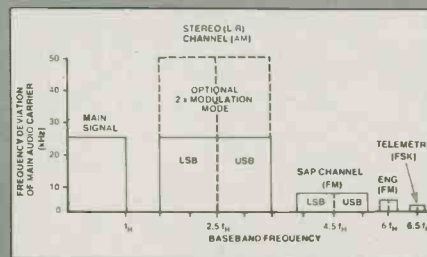 STEREO (L-R)
CHANNEL (AM)
50
40
30
20
10
0
FREQUENCY DEVIATION
OF MAIN AUDIO CARRIER
(kHz)
MAIN
SIGNAL
OPTIONAL
2 x MODULATION
MODE
LSB
USB
SAP CHANNEL
(FM)
LSB
USB
ENG
(FM)
TELEMETR
(FSK)
fH
2.5 fH
4.5 fH
6 fH
6.5 f
BASEBAND FREQUENCY